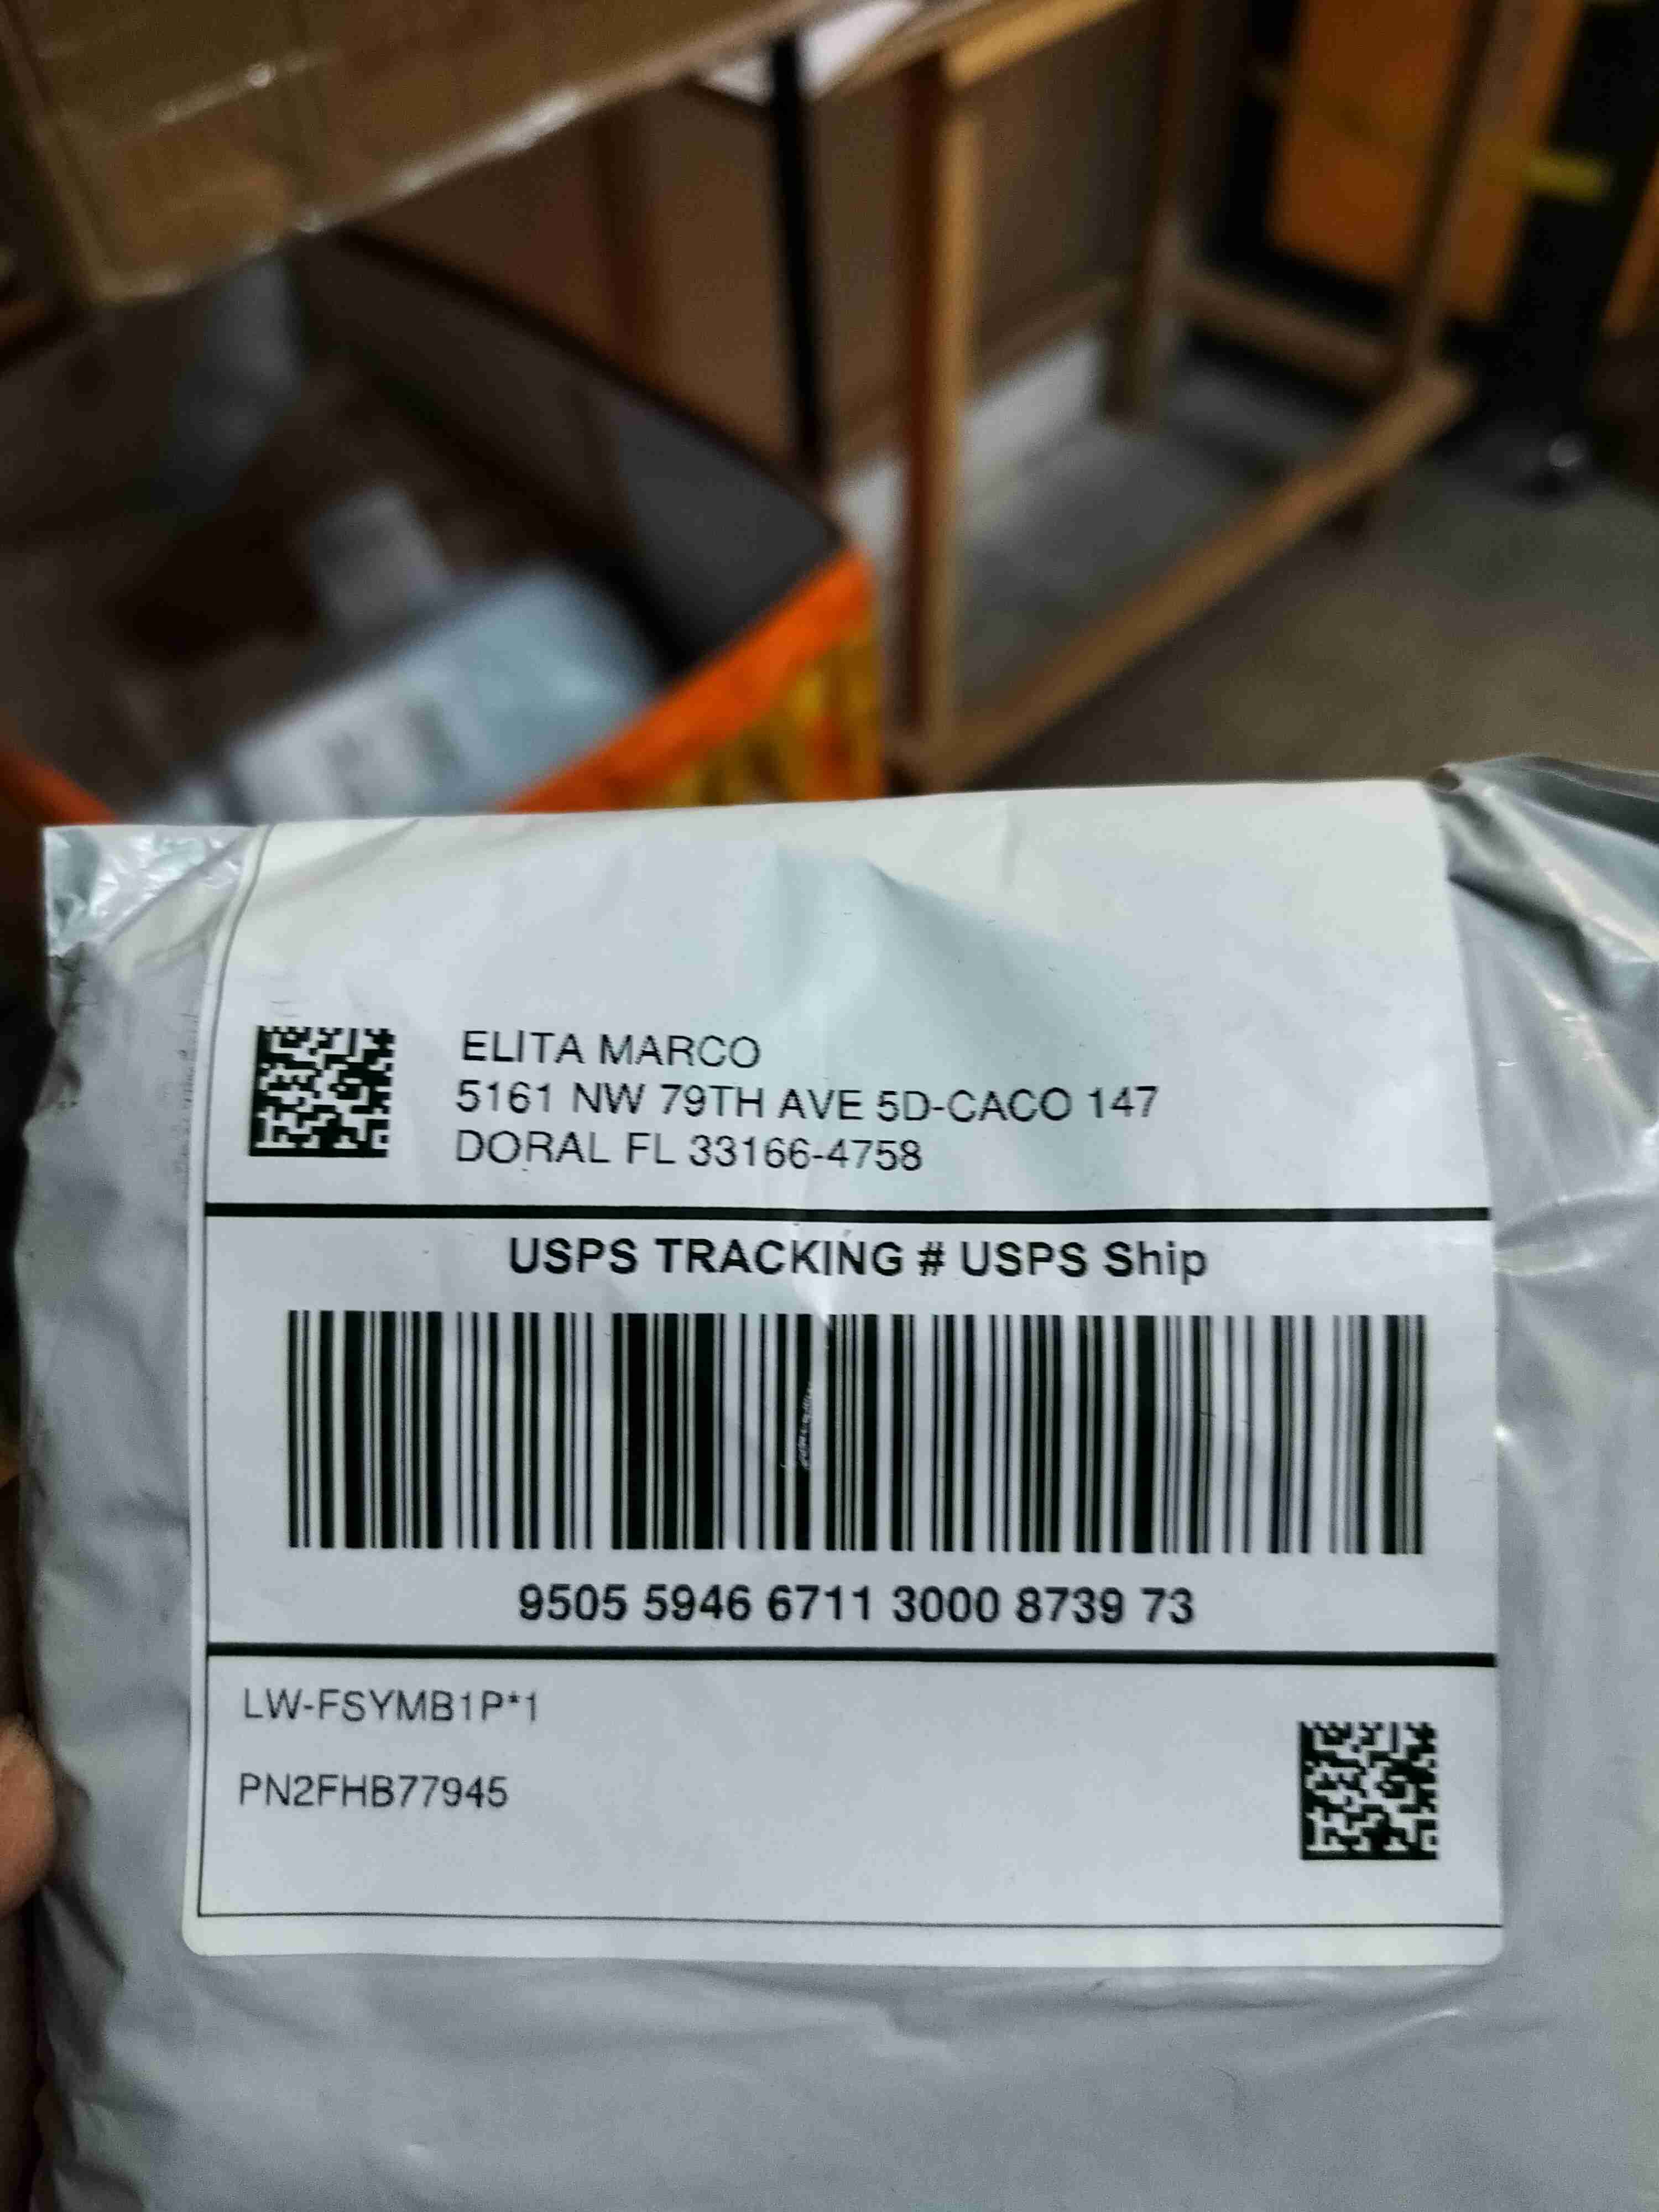 ELITA MARCO
5161 NW 79TH AVE 5D-CACO 147
DORAL FL 33166-4758
USPS TRACKING # USPS Ship
9505 5946 6711 3000 8739 73
LW-FSYMB1P*1
PN2FHB77945